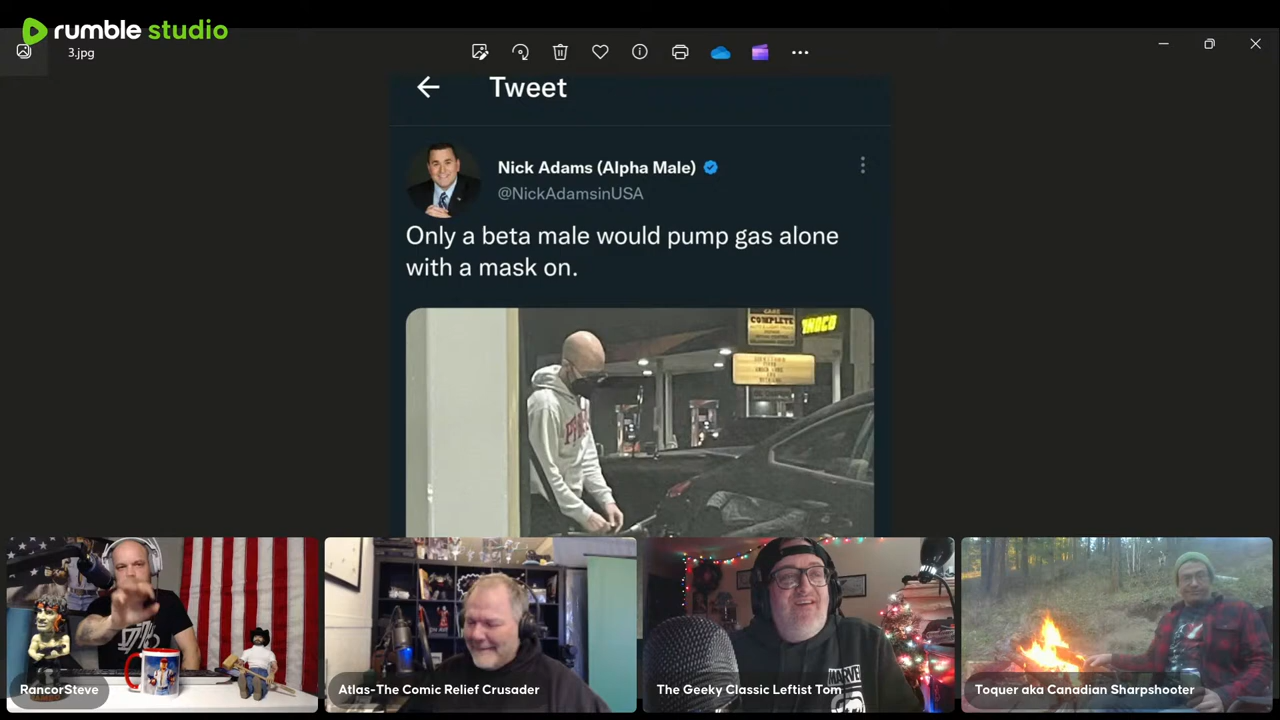 rumble studio
3.jpg
Tweet
Nick Adams (Alpha Male)
@NickAdamsinUSA
Only a beta male would pump gas alone
with a mask on.
COMPLETE
RancorSteve
Atlas-The Comic Relief Crusader
The Geeky Classic Leftist Tom
MARVEL
Toquer aka Canadian Sharpshooter